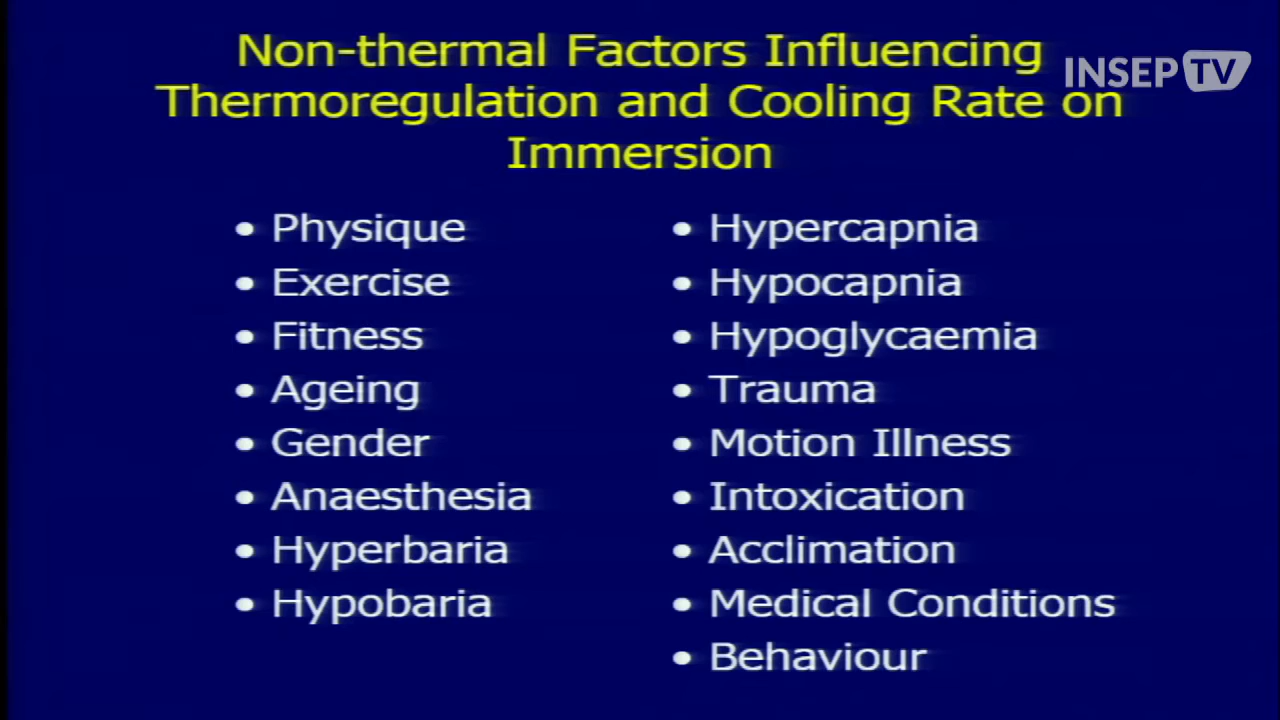 Non-thermal Factors Influencing
Thermoregulation and Cooling Rate on
Immersion
INSEP TV
• Physique
• Exercise
• Fitness
• Ageing
• Gender
• Anaesthesia
• Hyperbaria
• Hypobaria
• Hypercapnia
• Hypocapnia
• Hypoglycaemia
• Trauma
• Motion Illness
• Intoxication
• Acclimation
• Medical Conditions
• Behaviour